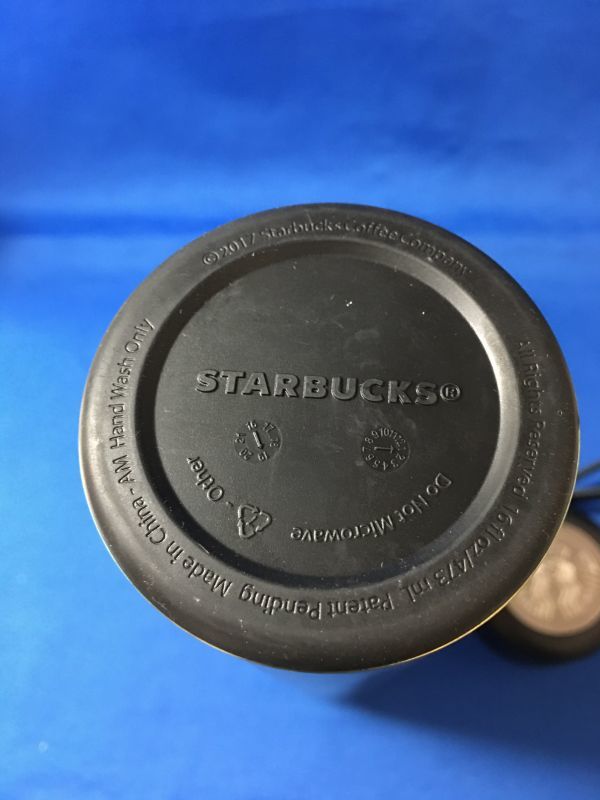 © 2017 Starbucks Coffee Company
All Rights Reserved 16 fl oz/473 mL Patent Pending Made in China - AM Hand Wash Only
STARBUCKS®
Do Not Microwave
- Other